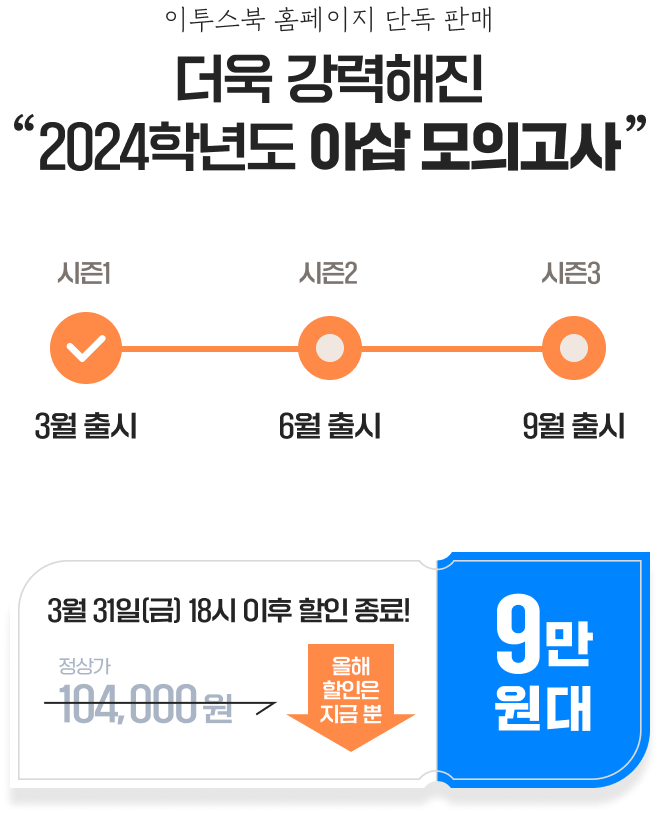 이투스북 홈페이지 단독 판매
더욱 강력해진
“2024학년도 아삽 모의고사”
시즌1
시즌2
시즌3
3월 출시
6월 출시
9월 출시
3월 31일(금) 18시 이후 할인 종료!
정상가
104,000원
올해
할인은
지금 뿐
9만
원대